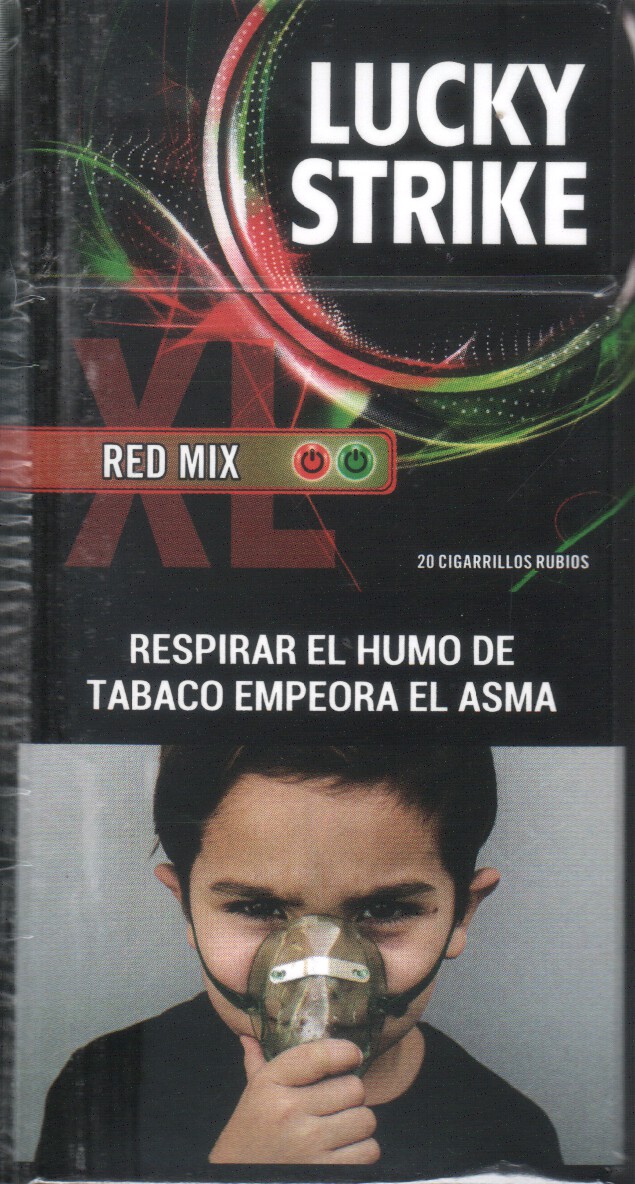 LUCKY
STRIKE
XL
RED MIX
20 CIGARRILLOS RUBIOS
RESPIRAR EL HUMO DE
TABACO EMPEORA EL ASMA